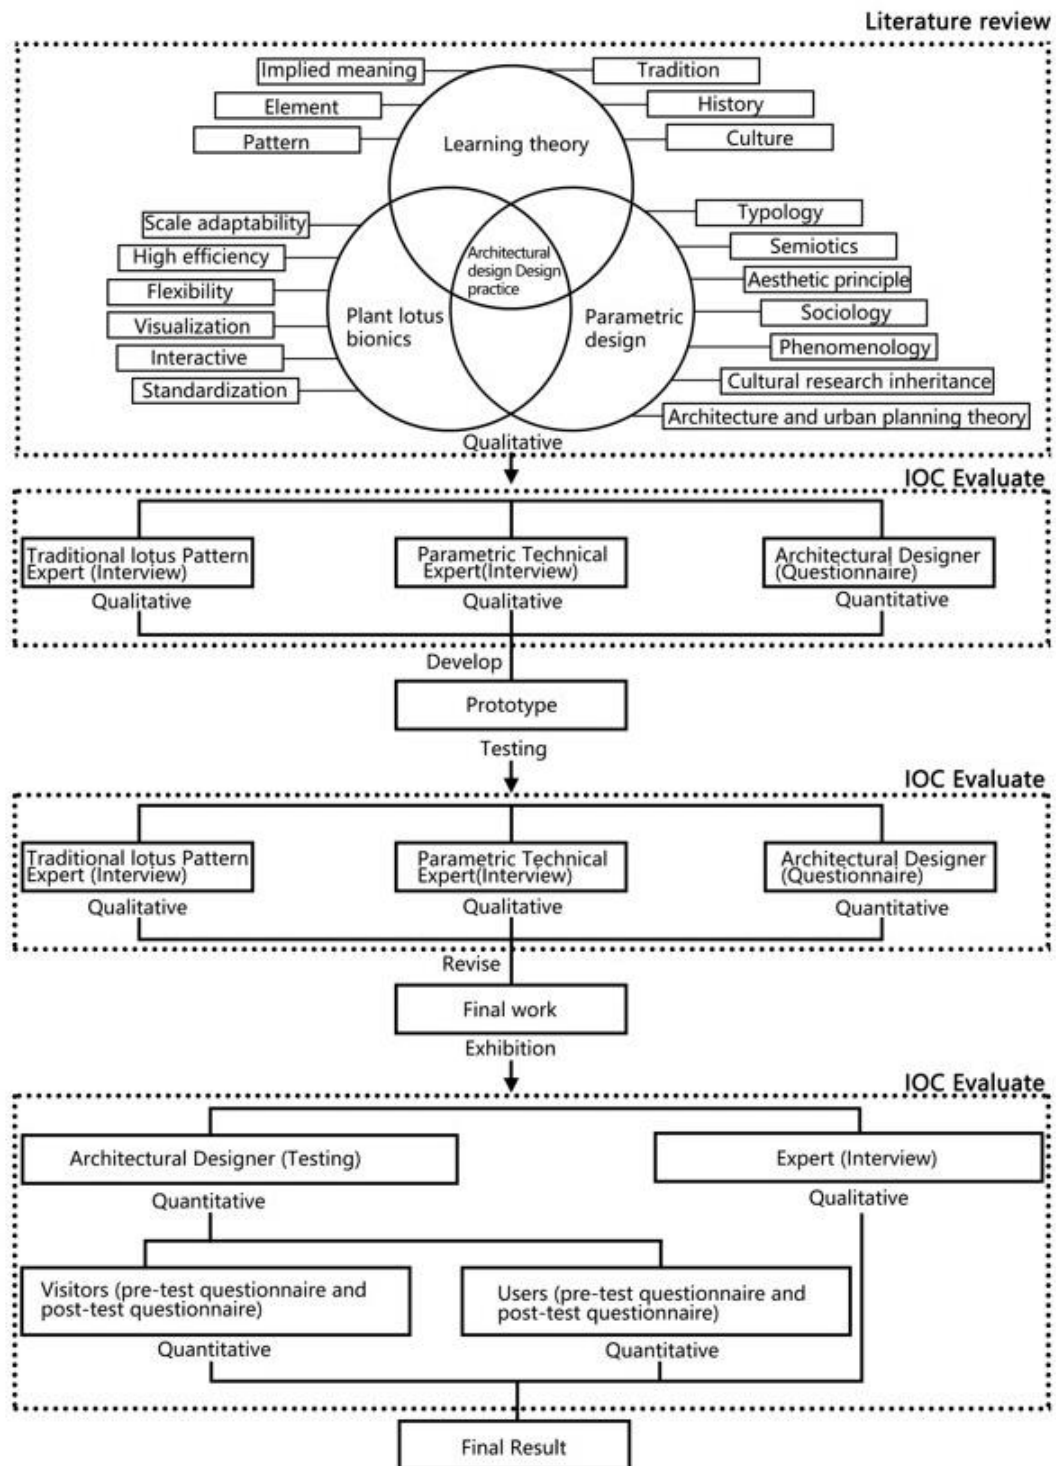 Literature review
Implied meaning
Tradition
Element
History
Pattern
Culture
Learning theory
Scale adaptability
High efficiency
Flexibility
Visualization
Interactive
Standardization
Typology
Semiotics
Aesthetic principle
Sociology
Phenomenology
Cultural research inheritance
Architecture and urban planning theory
Architectural
design Design
practice
Plant lotus
bionics
Parametric
design
Qualitative
IOC Evaluate
Traditional lotus Pattern
Expert (Interview)
Parametric Technical
Expert(Interview)
Architectural Designer
(Questionnaire)
Qualitative
Qualitative
Quantitative
Develop
Prototype
Testing
IOC Evaluate
Traditional lotus Pattern
Expert (Interview)
Parametric Technical
Expert(Interview)
Architectural Designer
(Questionnaire)
Qualitative
Qualitative
Quantitative
Revise
Final work
Exhibition
IOC Evaluate
Architectural Designer (Testing)
Expert (Interview)
Quantitative
Qualitative
Visitors (pre-test questionnaire and
post-test questionnaire)
Users (pre-test questionnaire and
post-test questionnaire)
Quantitative
Quantitative
Final Result